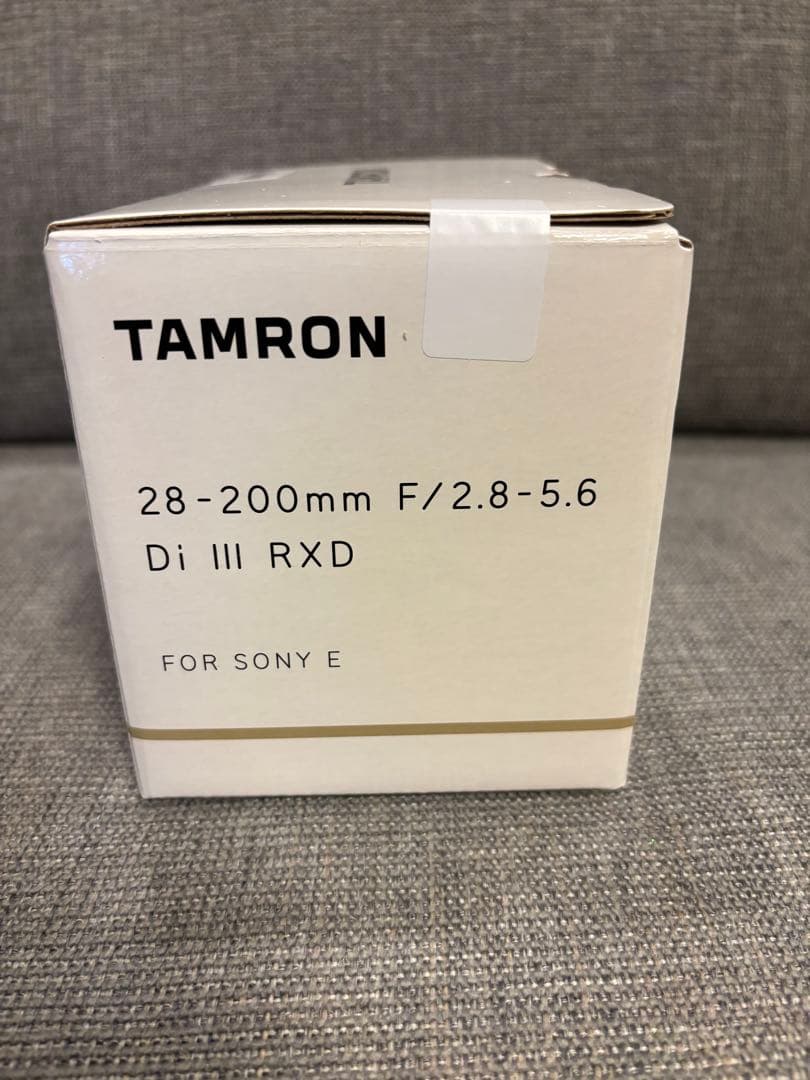 TAMRON
28-200mm F/2.8-5.6
Di III RXD
FOR SONY E